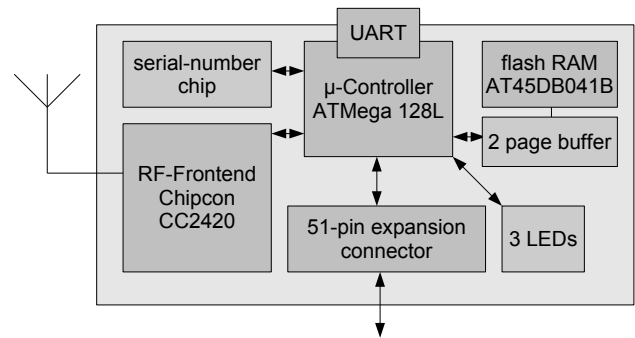 UART
serial-number
chip
µ-Controller
ATMega 128L
flash RAM
AT45DB041B
2 page buffer
RF-Frontend
Chipcon
CC2420
51-pin expansion
connector
3 LEDs